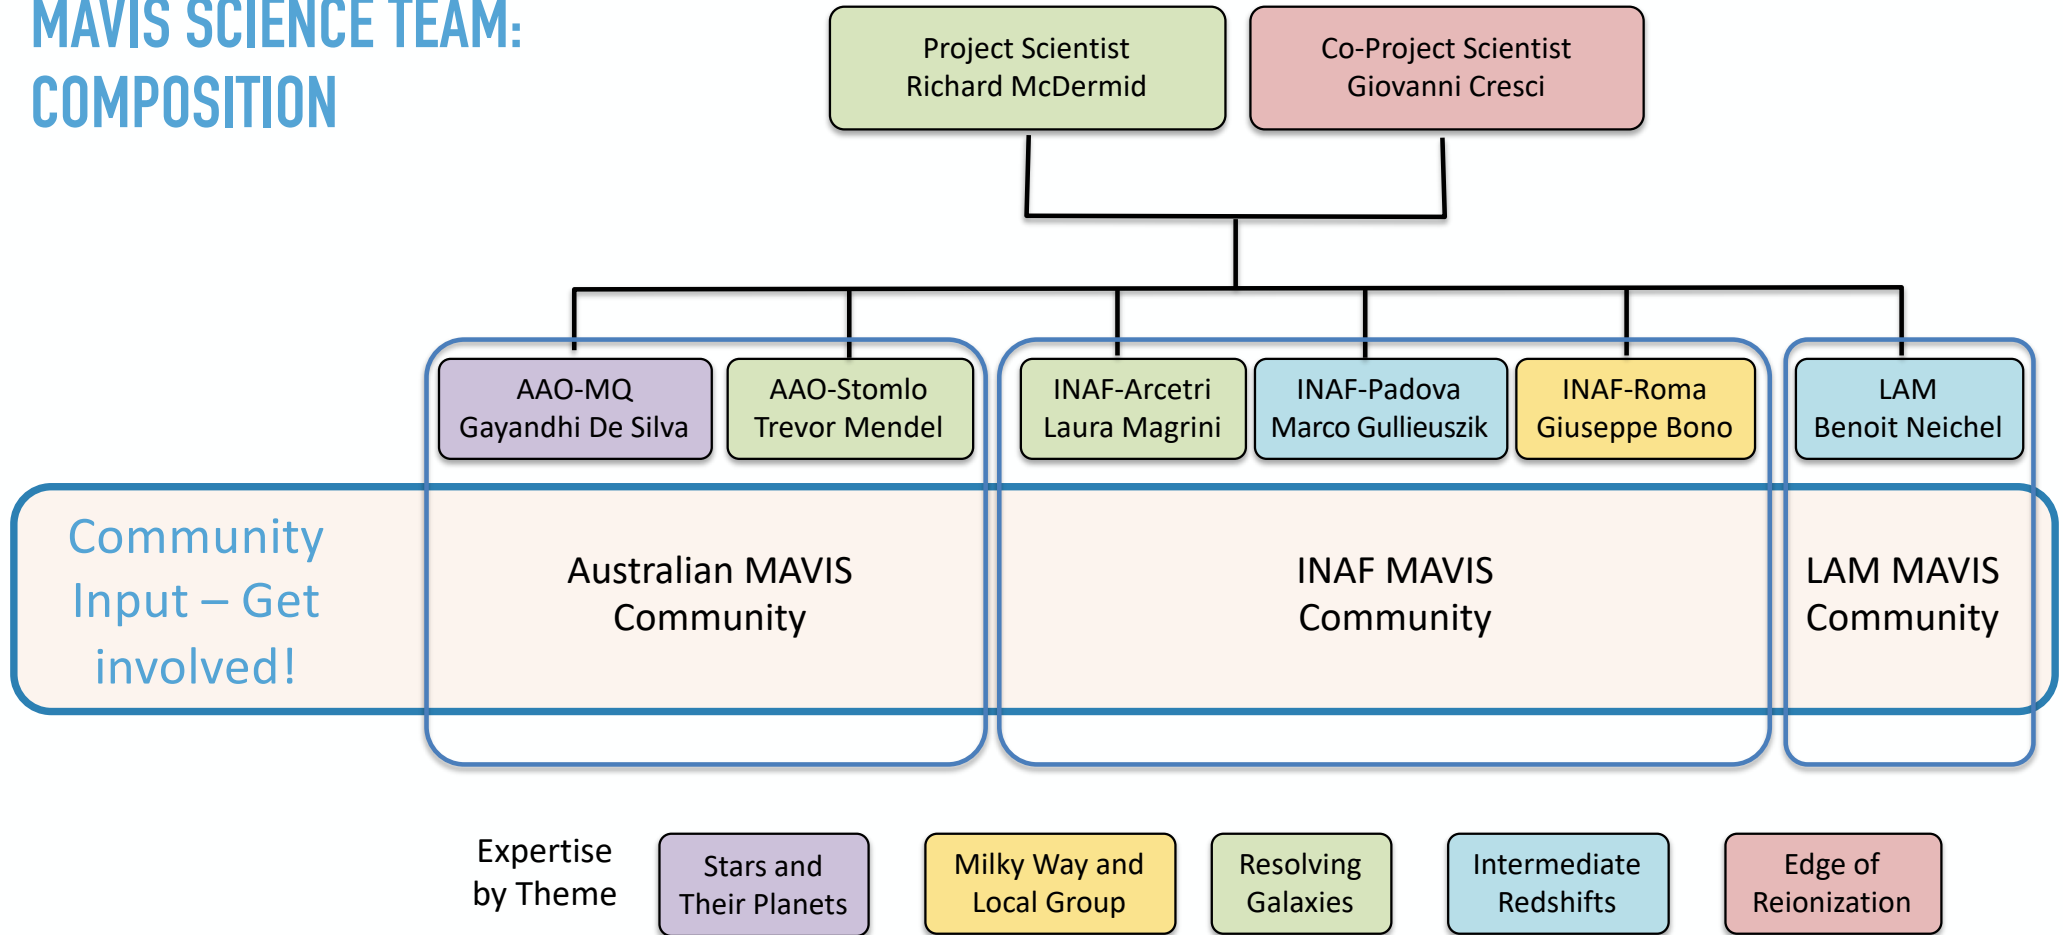 MAVIS SCIENCE TEAM:
COMPOSITION
Project Scientist
Richard McDermid
Co-Project Scientist
Giovanni Cresci
AAO-MQ
Gayandhi De Silva
AAO-Stomlo
Trevor Mendel
INAF-Arcetri
Laura Magrini
INAF-Padova
Marco Gullieuszik
INAF-Roma
Giuseppe Bono
LAM
Benoit Neichel
Community
Input – Get
involved!
Australian MAVIS
Community
INAF MAVIS
Community
LAM MAVIS
Community
Expertise
by Theme
Stars and
Their Planets
Milky Way and
Local Group
Resolving
Galaxies
Intermediate
Redshifts
Edge of
Reionization